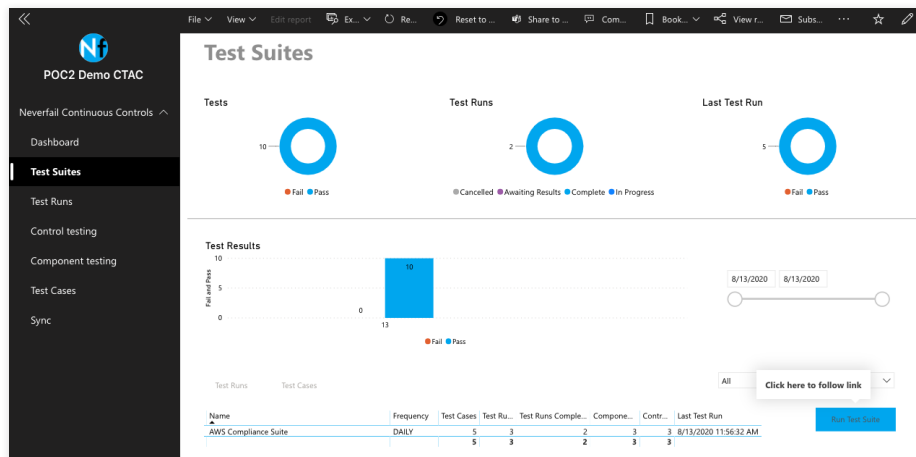 File View Edit report Ex... Re... Reset to ... Share to ... Com... Book... View r... Subs... ...
Nf
POC2 Demo CTAC
Neverfail Continuous Controls
Dashboard
Test Suites
Test Runs
Control testing
Component testing
Test Cases
Sync
Test Suites
Tests
10
Fail Pass
Test Runs
2
Cancelled Awaiting Results Complete In Progress
Last Test Run
5
Fail Pass
Test Results
Fail and Pass
10
5
0
0
10
13
Fail Pass
8/13/2020 8/13/2020
Test Runs Test Cases
All
Click here to follow link
Run Test Suite
Name Frequency Test Cases Test Ru... Test Runs Comple... Compone... Contr... Last Test Run
AWS Compliance Suite DAILY 5 3 2 3 3 8/13/2020 11:56:32 AM
5 3 2 3 3